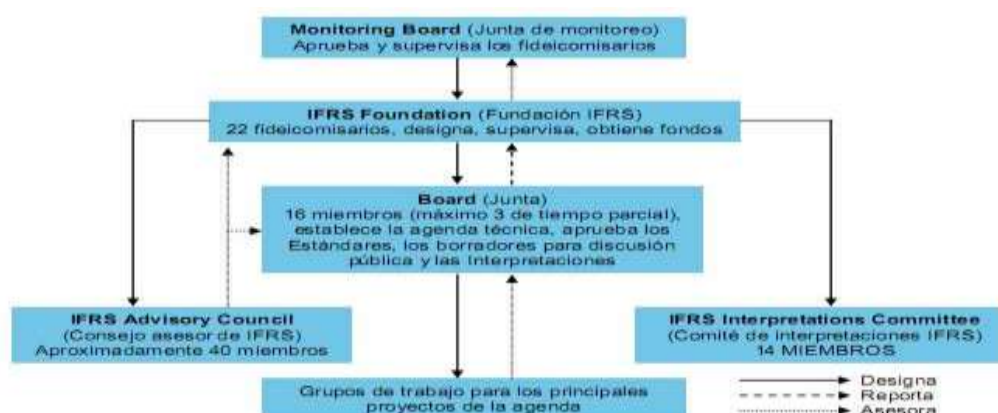 Monitoring Board (Junta de monitoreo)
Aprueba y supervisa los fideicomisarios
IFRS Foundation (Fundación IFRS)
22 fideicomisarios, designa, supervisa, obtiene fondos
Board (Junta)
16 miembros (máximo 3 de tiempo parcial),
establece la agenda técnica, aprueba los
Estándares, los borradores para discusión
pública y las Interpretaciones
IFRS Advisory Council
(Consejo asesor de IFRS)
Aproximadamente 40 miembros
IFRS Interpretations Committee
(Comité de interpretaciones IFRS)
14 MIEMBROS
Grupos de trabajo para los principales
proyectos de la agenda
Designa
Reporta
Asesora